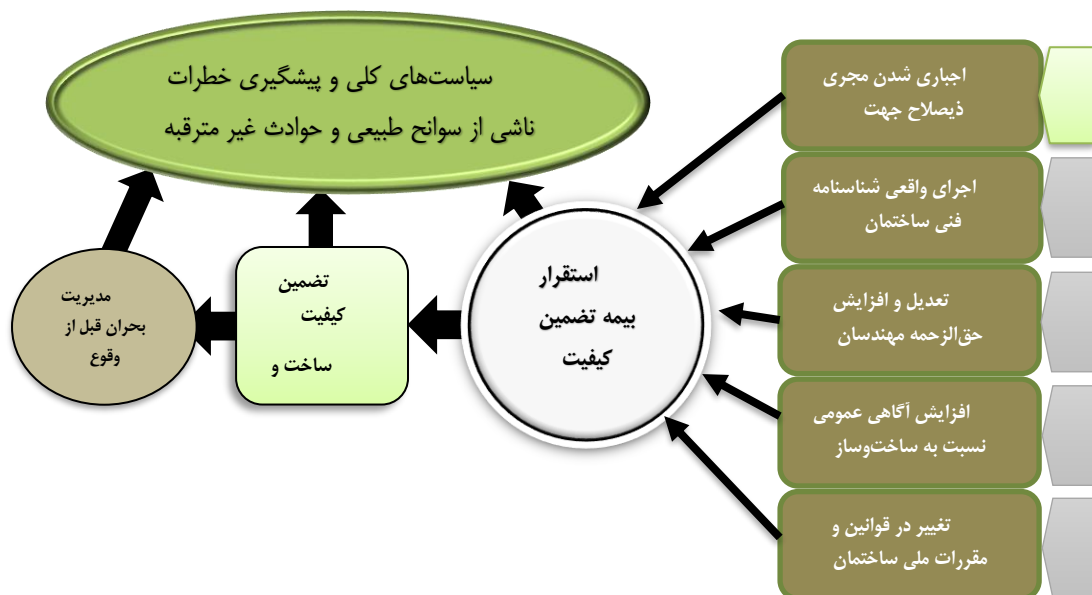 سیاست‌های کلی و پیشگیری خطرات
ناشی از سوانح طبیعی و حوادث غیر مترقبه
اجباری شدن مجری
ذیصلاح جهت
اجرای واقعی شناسنامه
فنی ساختمان
تعدیل و افزایش
حق‌الزحمه مهندسان
افزایش آگاهی عمومی
نسبت به ساخت‌وساز
تغییر در قوانین و
مقررات ملی ساختمان
استقرار
بیمه تضمین
کیفیت
تضمین
کیفیت
ساخت و
مدیریت
بحران قبل از
وقوع